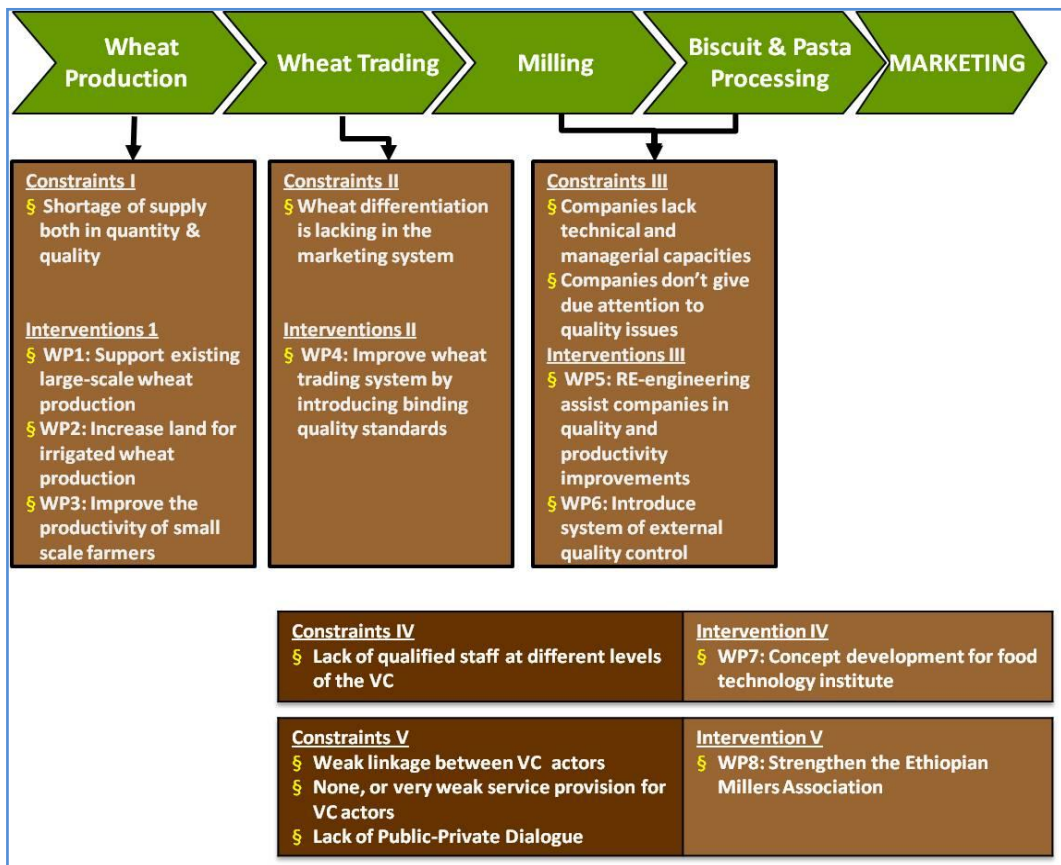 Wheat
Production
Wheat Trading
Milling
Biscuit & Pasta
Processing
MARKETING
Constraints I
§ Shortage of supply
both in quantity &
quality
Interventions 1
§ WP1: Support existing
large-scale wheat
production
§ WP2: Increase land for
irrigated wheat
production
§ WP3: Improve the
productivity of small
scale farmers
Constraints II
§ Wheat differentiation
is lacking in the
marketing system
Interventions II
§ WP4: Improve wheat
trading system by
introducing binding
quality standards
Constraints III
§ Companies lack
technical and
managerial capacities
§ Companies don’t give
due attention to
quality issues
Interventions III
§ WP5: RE-engineering
assist companies in
quality and
productivity
improvements
§ WP6: Introduce
system of external
quality control
Constraints IV
§ Lack of qualified staff at different levels
of the VC
Intervention IV
§ WP7: Concept development for food
technology institute
Constraints V
§ Weak linkage between VC actors
§ None, or very weak service provision for
VC actors
§ Lack of Public-Private Dialogue
Intervention V
§ WP8: Strengthen the Ethiopian
Millers Association